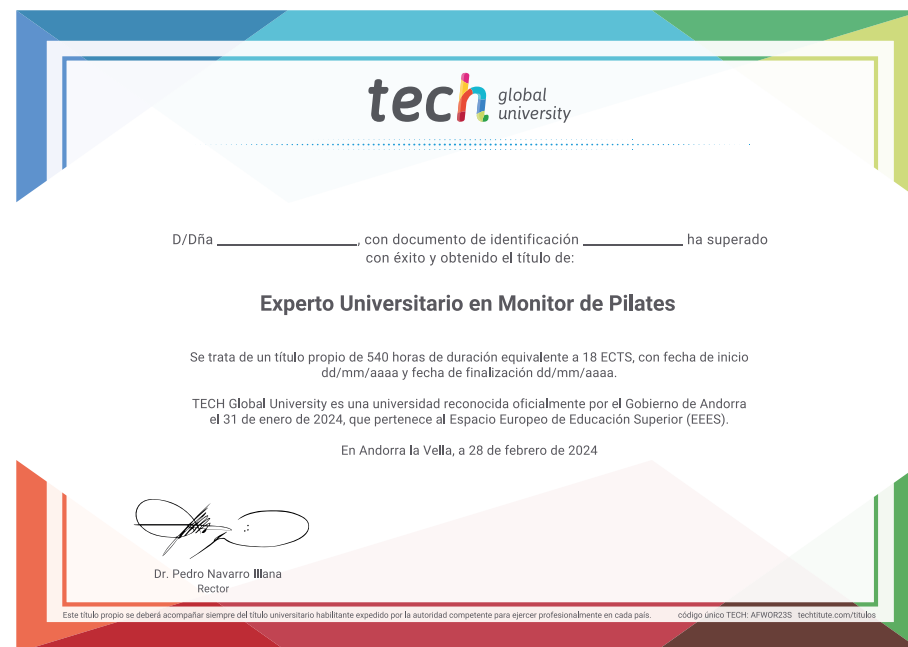 tech global university
D/Dña ________________, con documento de identificación ____________ ha superado
con éxito y obtenido el título de:
Experto Universitario en Monitor de Pilates
Se trata de un título propio de 540 horas de duración equivalente a 18 ECTS, con fecha de inicio
dd/mm/aaaa y fecha de finalización dd/mm/aaaa.
TECH Global University es una universidad reconocida oficialmente por el Gobierno de Andorra
el 31 de enero de 2024, que pertenece al Espacio Europeo de Educación Superior (EEES).
En Andorra la Vella, a 28 de febrero de 2024
Dr. Pedro Navarro Illana
Rector
Este título propio se deberá acompañar siempre del título universitario habilitante expedido por la autoridad competente para ejercer profesionalmente en cada país. código único TECH: AFWOR23S techtitute.com/titulos